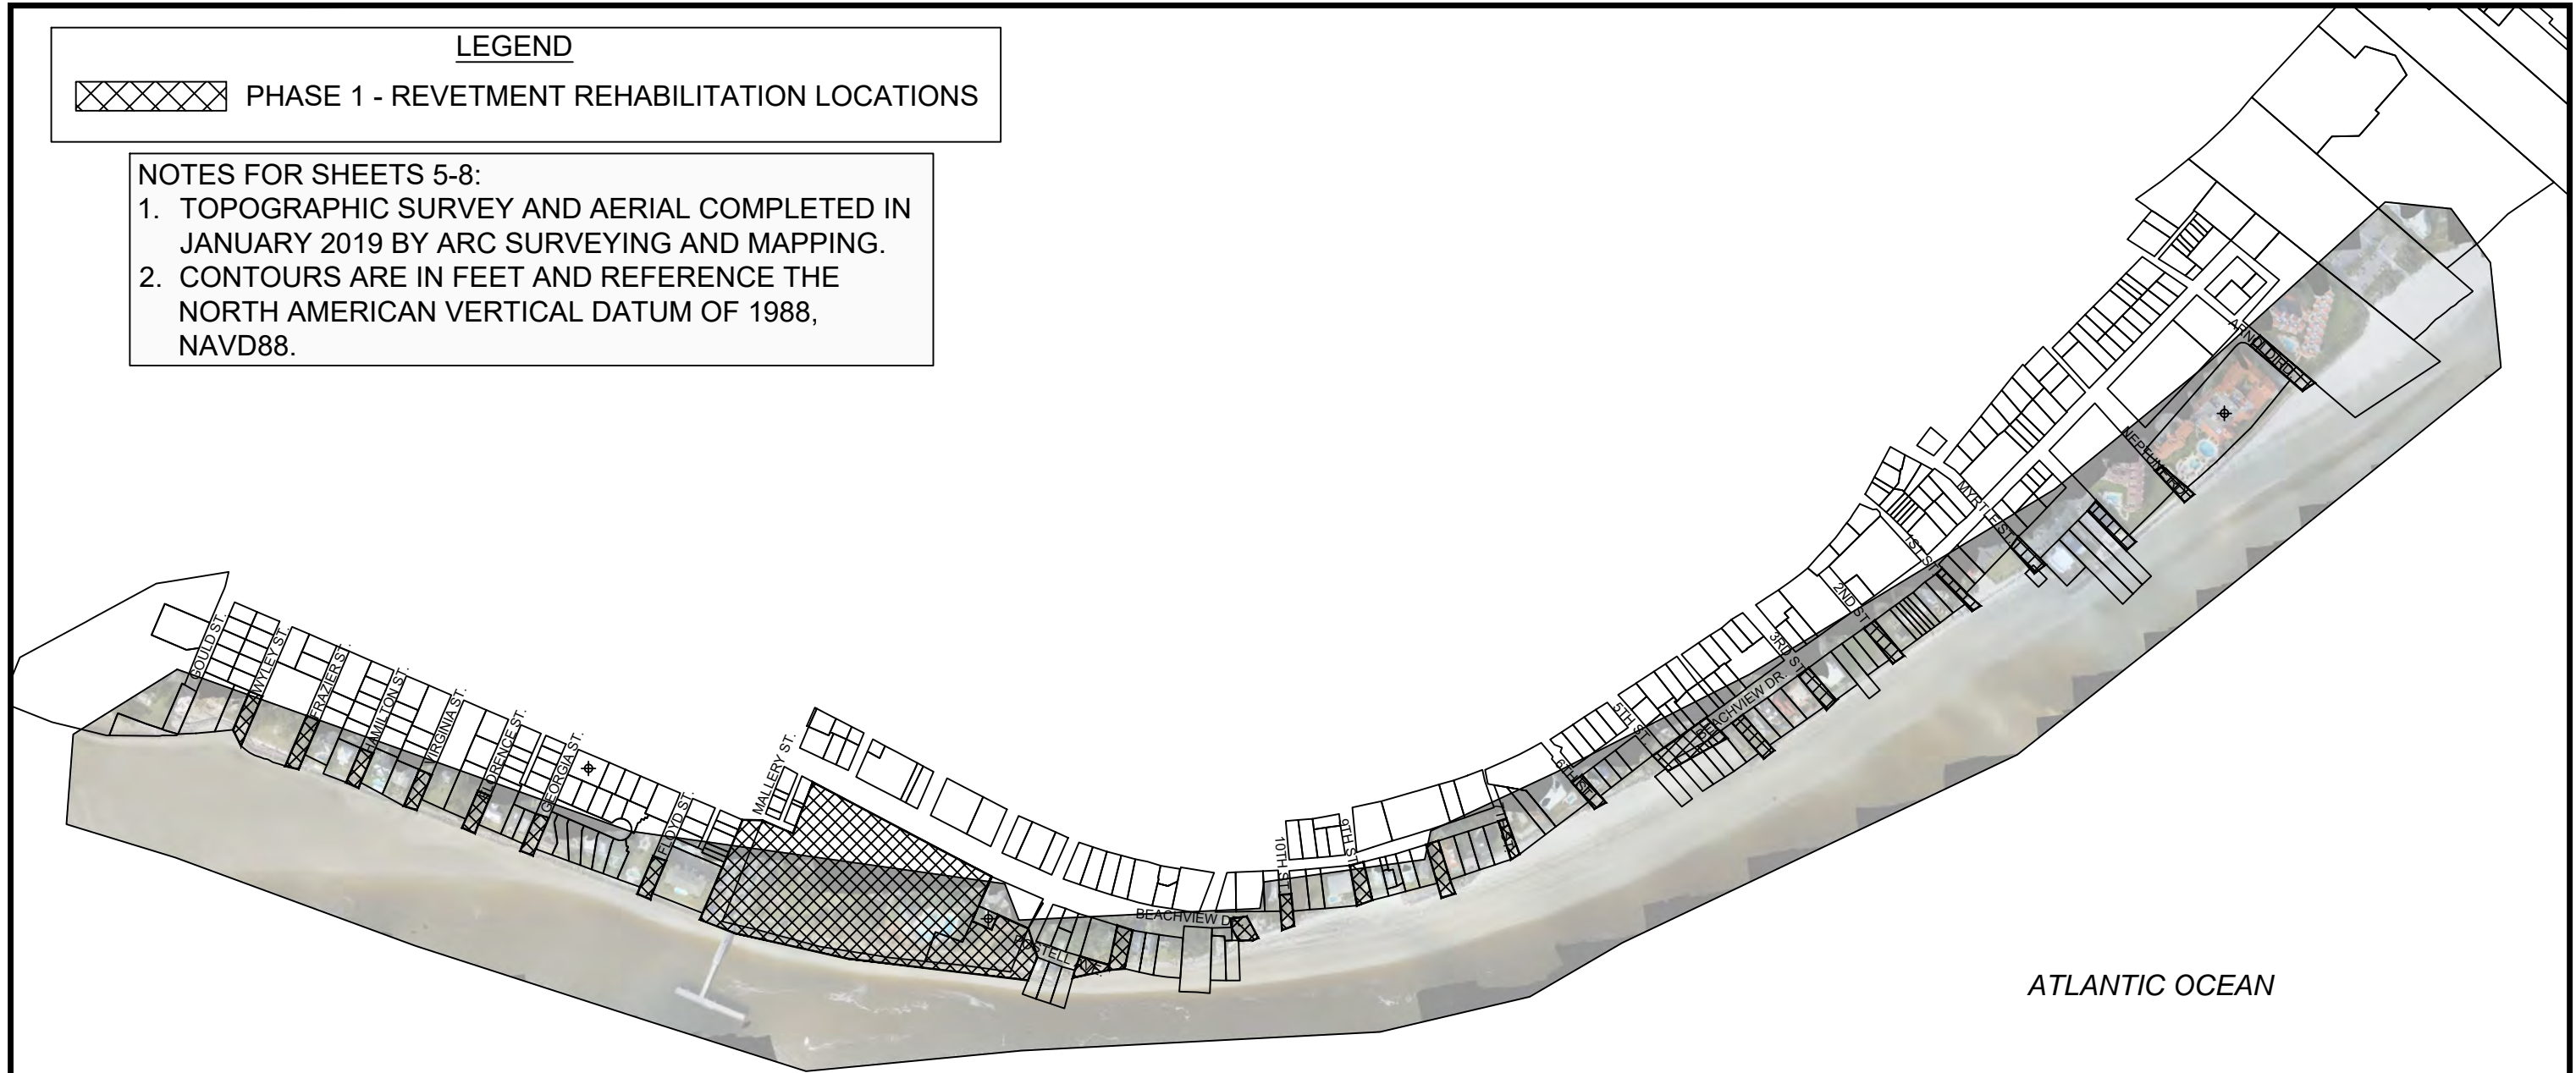 LEGEND
PHASE 1 - REVETMENT REHABILITATION LOCATIONS
NOTES FOR SHEETS 5-8:
1. TOPOGRAPHIC SURVEY AND AERIAL COMPLETED IN
JANUARY 2019 BY ARC SURVEYING AND MAPPING.
2. CONTOURS ARE IN FEET AND REFERENCE THE
NORTH AMERICAN VERTICAL DATUM OF 1988,
NAVD88.
GOULD ST.
WYLEY ST.
FRAZIER ST.
HAMILTON ST.
VIRGINIA ST.
GEORGIA ST.
FLOYD ST.
MALLERY ST.
BEACHVIEW
10TH ST.
9TH ST.
6TH ST.
5TH ST.
BEACHVIEW DR.
3RD ST.
2ND ST.
1ST ST.
MYRTLE ST.
ARNOLD RD.
ATLANTIC OCEAN